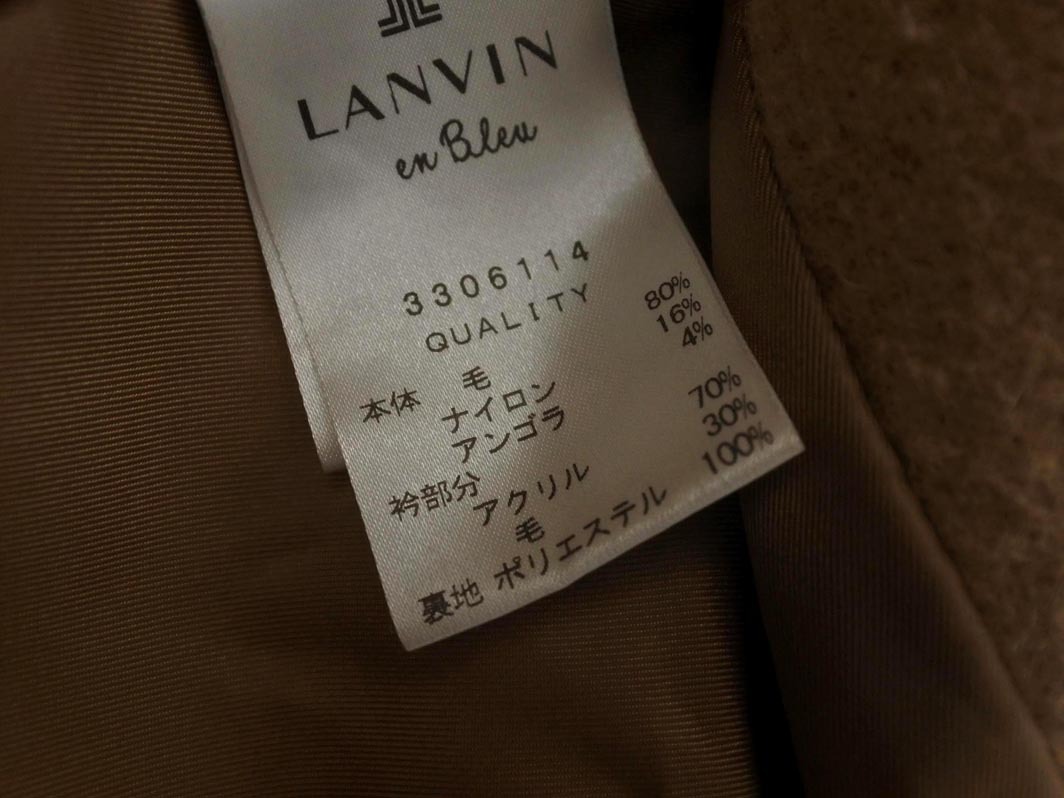 LANVIN
en Bleu
3306114
QUALITY
本体 毛 80%
ナイロン 16%
アンゴラ 4%
衿部分
アクリル 70%
毛 30%
裏地 ポリエステル 100%